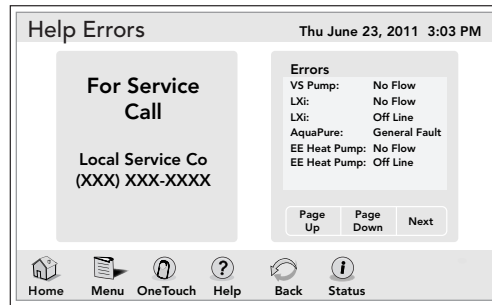 Help Errors
Thu June 23, 2011 3:03 PM
For Service
Call
Local Service Co
(XXX) XXX-XXXX
Errors
VS Pump: No Flow
LXi: No Flow
LXi: Off Line
AquaPure: General Fault
EE Heat Pump: No Flow
EE Heat Pump: Off Line
Page
Up
Page
Down
Next
Home
Menu
OneTouch
Help
Back
Status